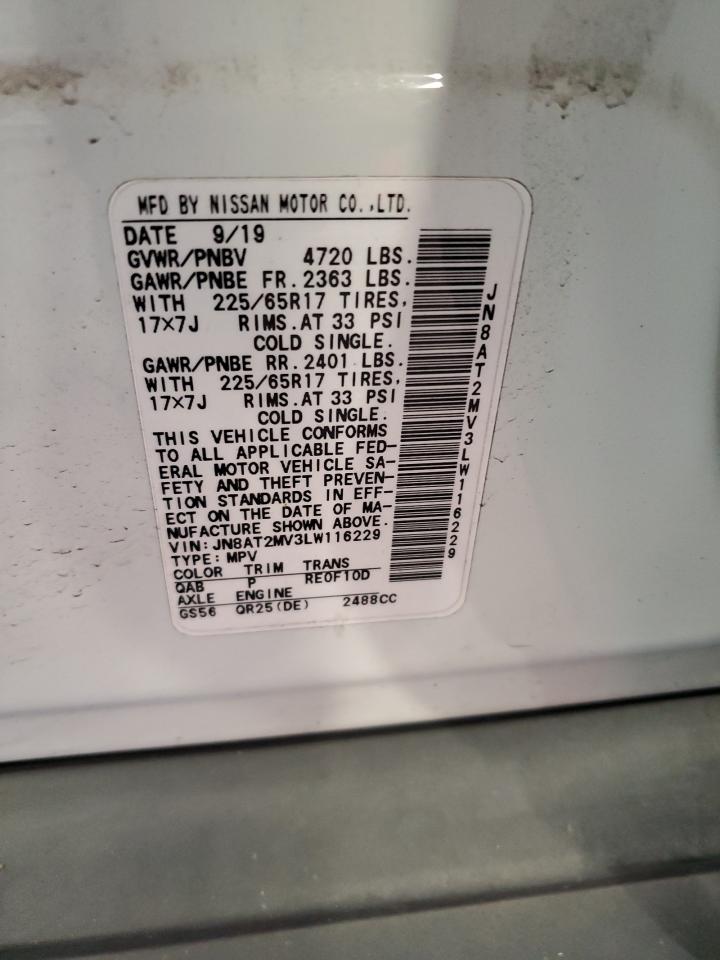 MFD BY NISSAN MOTOR CO.,LTD.
DATE 9/19
GVWR/PNBV 4720 LBS.
GAWR/PNBE FR. 2363 LBS.
WITH 225/65R17 TIRES,
17×7J RIMS.AT 33 PSI
COLD SINGLE.
GAWR/PNBE RR. 2401 LBS.
WITH 225/65R17 TIRES,
17×7J RIMS.AT 33 PSI
COLD SINGLE.
THIS VEHICLE CONFORMS
TO ALL APPLICABLE FED-
ERAL MOTOR VEHICLE SA-
FETY AND THEFT PREVEN-
TION STANDARDS IN EFF-
ECT ON THE DATE OF MA-
NUFACTURE SHOWN ABOVE.
VIN:JN8AT2MV3LW116229
TYPE:MPV
COLOR TRIM TRANS
QAB P RE0F10D
AXLE ENGINE
GS56 QR25(DE) 2488CC
JN8AT2MV3LW116229